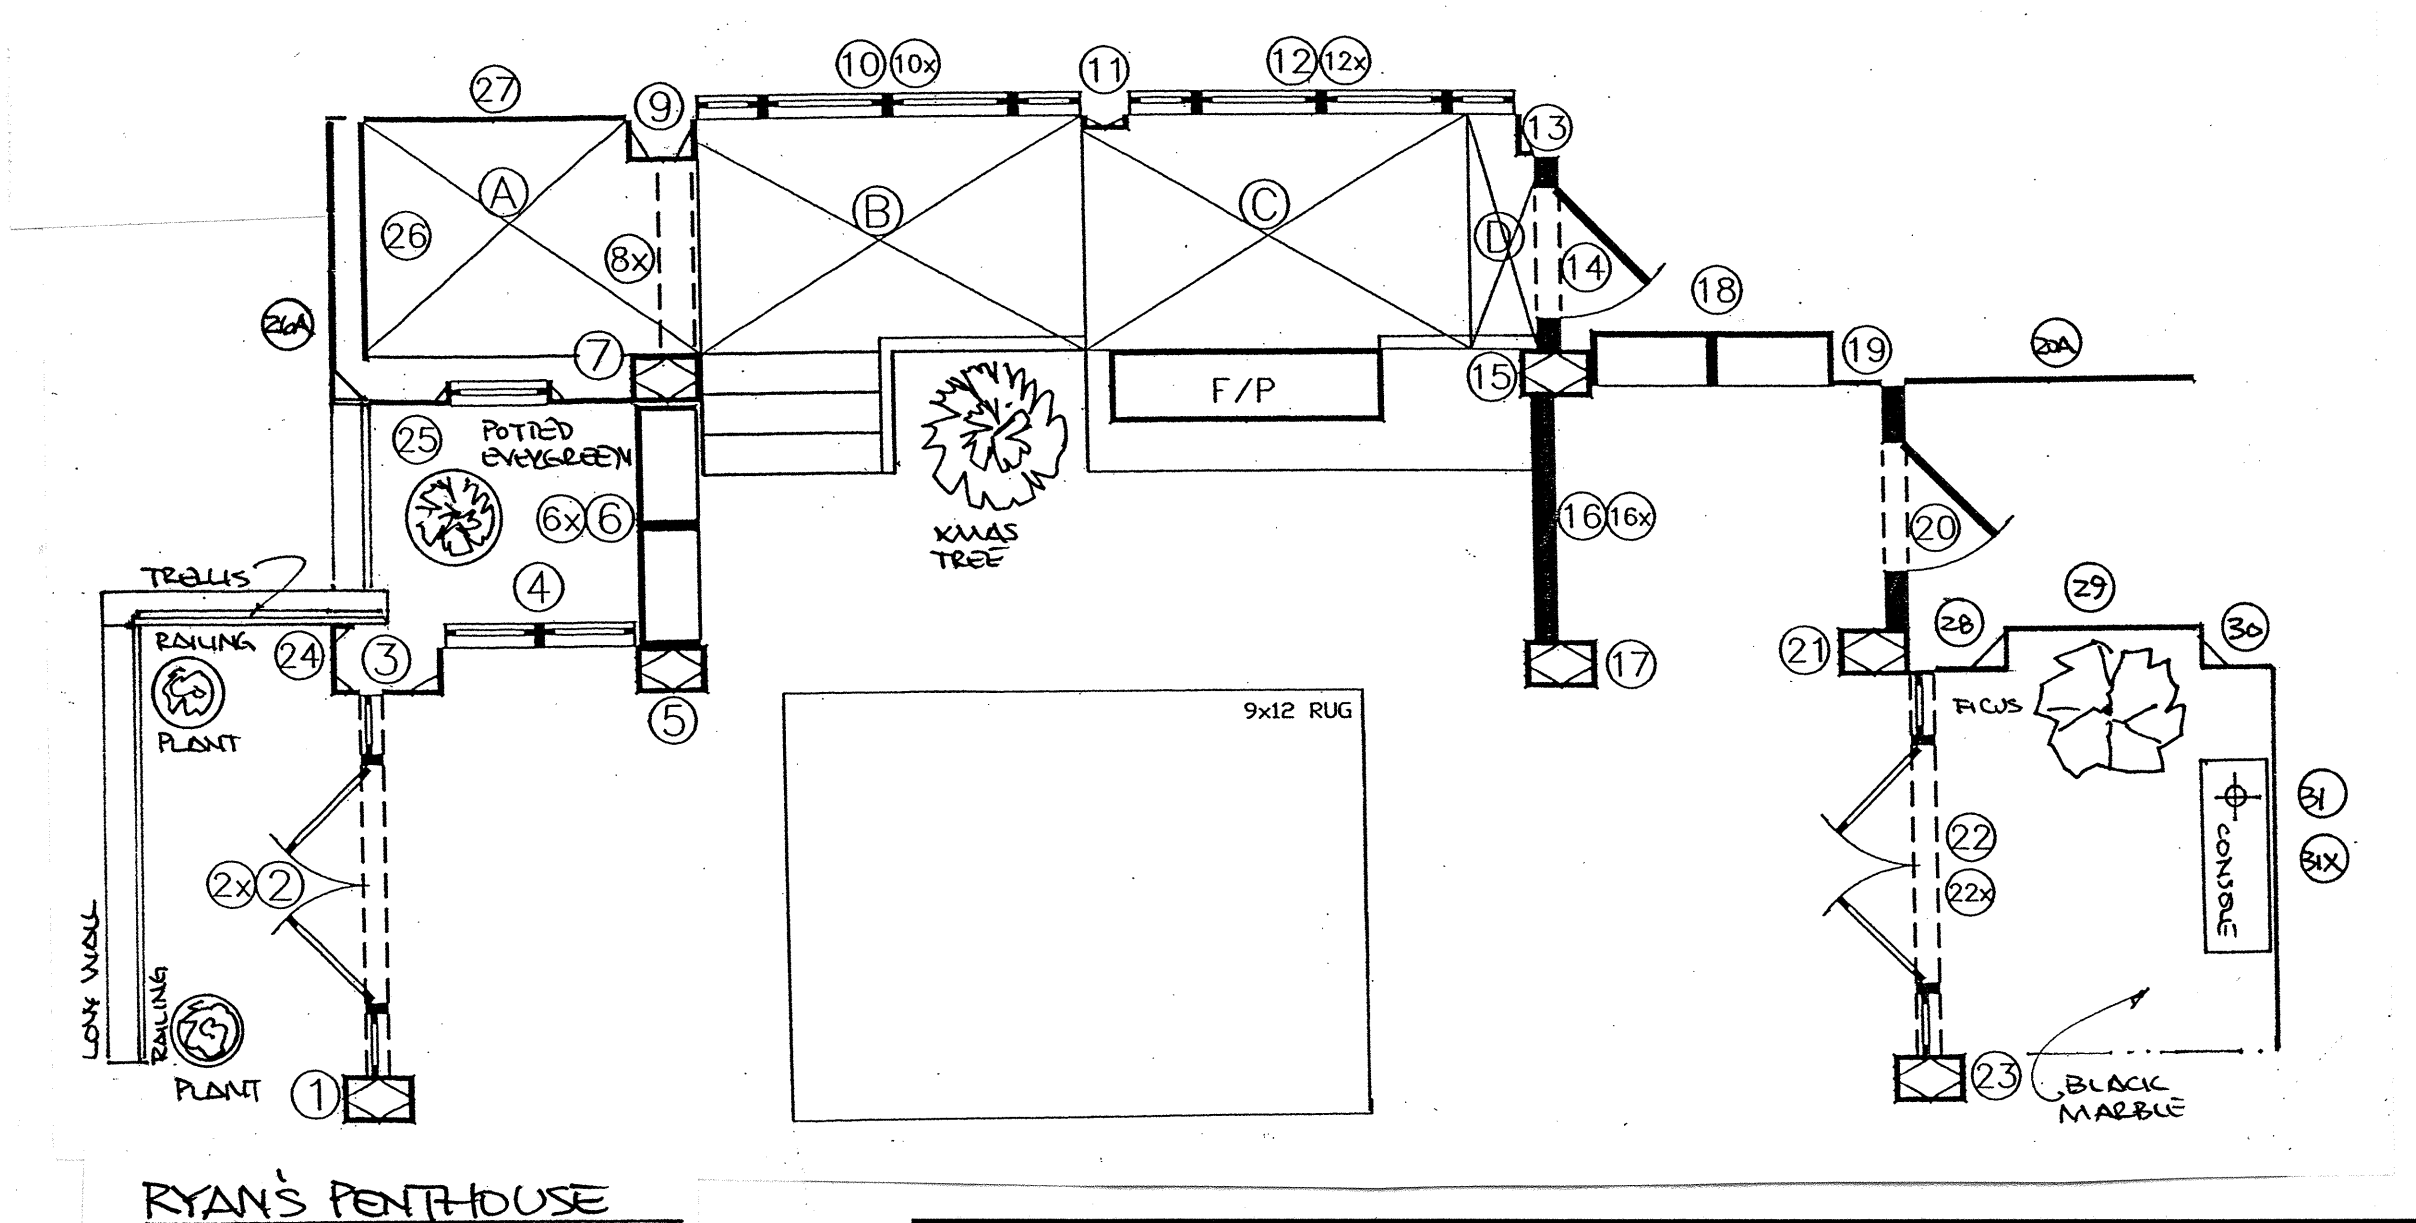 27
9
10 10x
11
12 12x
13
A
B
C
D
26
8x
14
18
26A
7
15
19
20A
F/P
25
POTTED
EVERGREEN
6x 6
XMAS
TREE
16 16x
20
TRELLIS
4
29
RAILING
24
3
5
17
21
28
30
PLANT
9x12 RUG
FICUS
31
31X
2x 2
22
22x
CONSOLE
LOW WALL
RAILING
PLANT
1
23
BLACK
MARBLE
RYAN'S PENTHOUSE